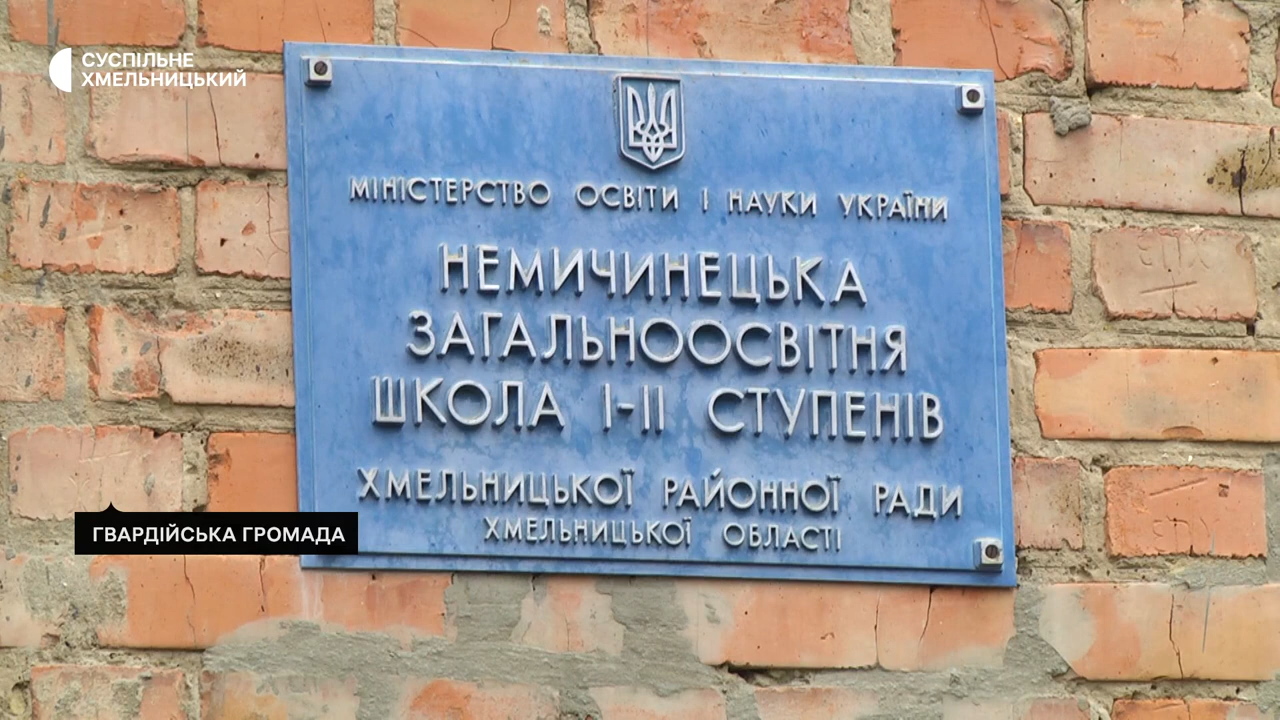 СУСПІЛЬНЕ
ХМЕЛЬНИЦЬКИЙ
МІНІСТЕРСТВО ОСВІТИ І НАУКИ УКРАЇНИ
НЕМИЧИНЕЦЬКА
ЗАГАЛЬНООСВІТНЯ
ШКОЛА І-ІІ СТУПЕНІВ
ХМЕЛЬНИЦЬКОЇ РАЙОННОЇ РАДИ
ХМЕЛЬНИЦЬКОЇ ОБЛАСТІ
ГВАРДІЙСЬКА ГРОМАДА